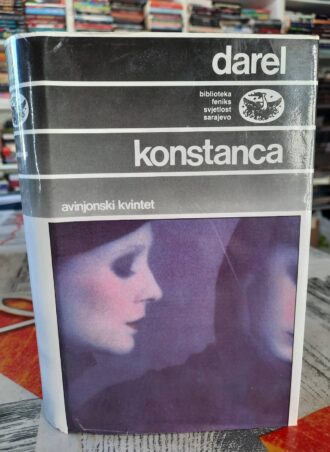 darel
biblioteka
feniks
svjetlost
sarajevo
konstanca
avinjonski kvintet